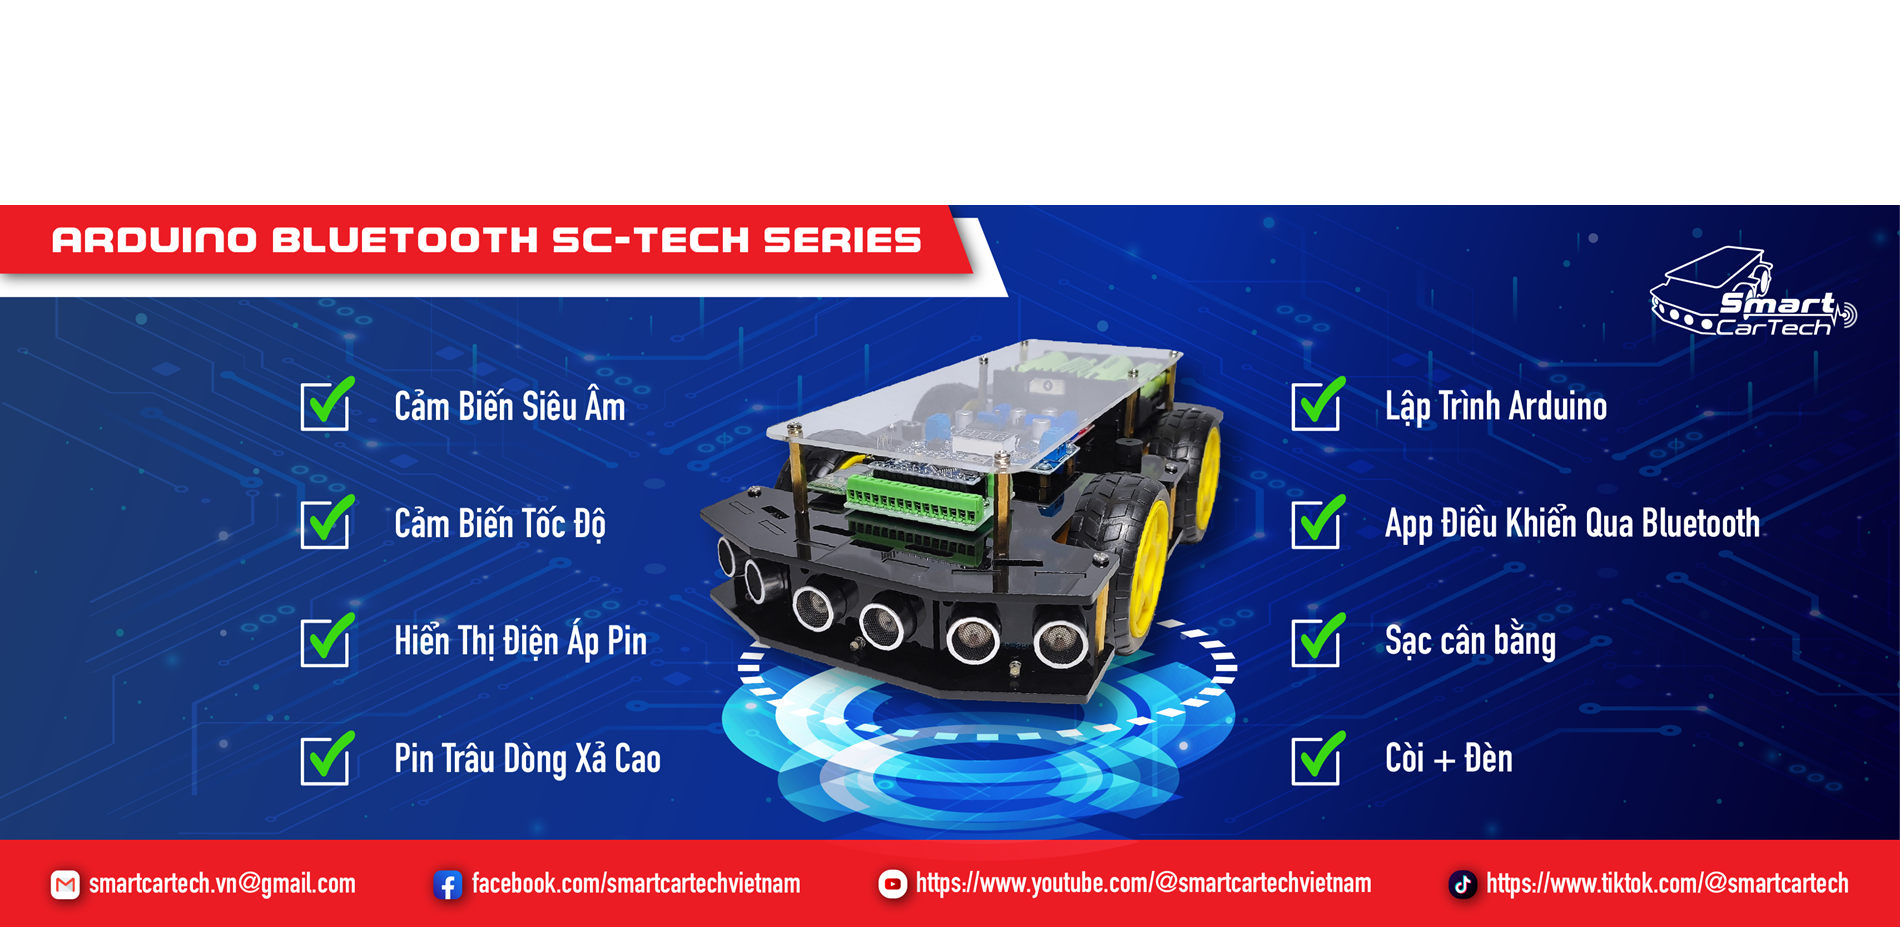 ARDUINO BLUETOOTH SC-TECH SERIES
Smart
CarTech
Cảm Biến Siêu Âm
Cảm Biến Tốc Độ
Hiển Thị Điện Áp Pin
Pin Trâu Dòng Xả Cao
Lập Trình Arduino
App Điều Khiển Qua Bluetooth
Sạc cân bằng
Còi + Đèn
smartcartech.vn@gmail.com
facebook.com/smartcartechvietnam
https://www.youtube.com/@smartcartechvietnam
https://www.tiktok.com/@smartcartech